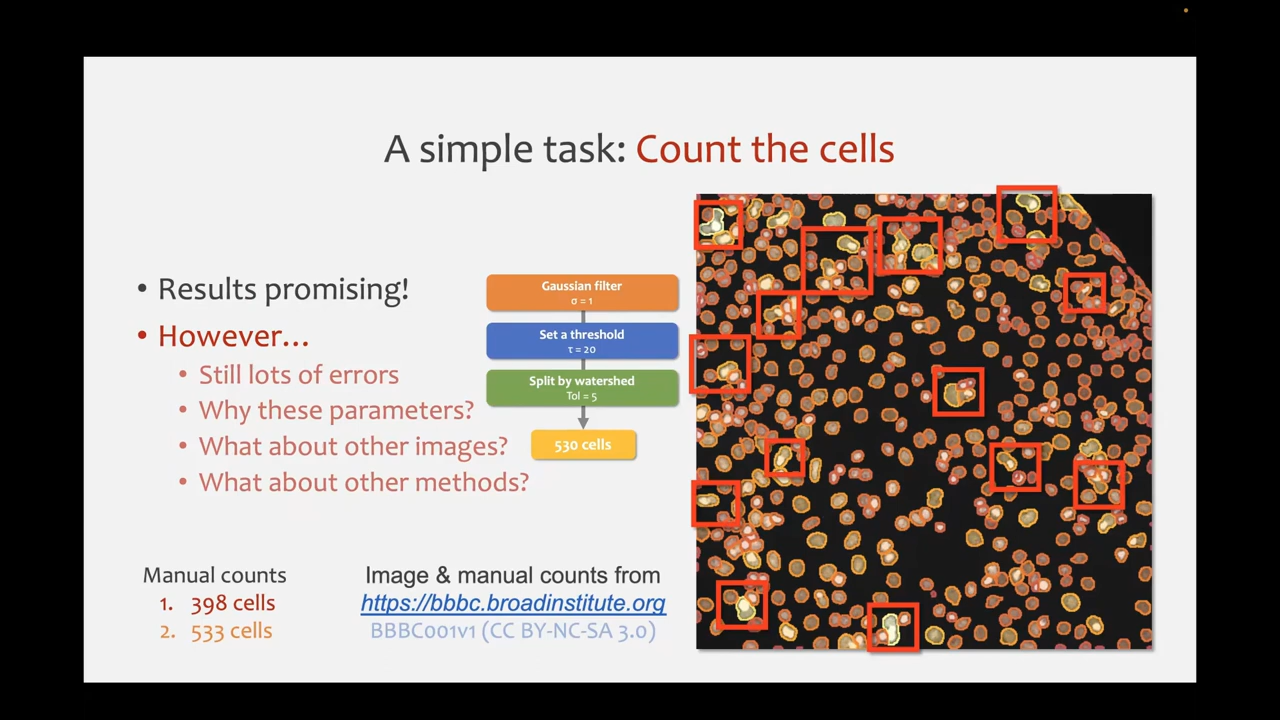 A simple task: Count the cells
• Results promising!
• However...
• Still lots of errors
• Why these parameters?
• What about other images?
• What about other methods?
Gaussian filter
σ = 1
Set a threshold
τ = 20
Split by watershed
Tol = 5
530 cells
Manual counts
1. 398 cells
2. 533 cells
Image & manual counts from
https://bbbc.broadinstitute.org
BBBC001v1 (CC BY-NC-SA 3.0)